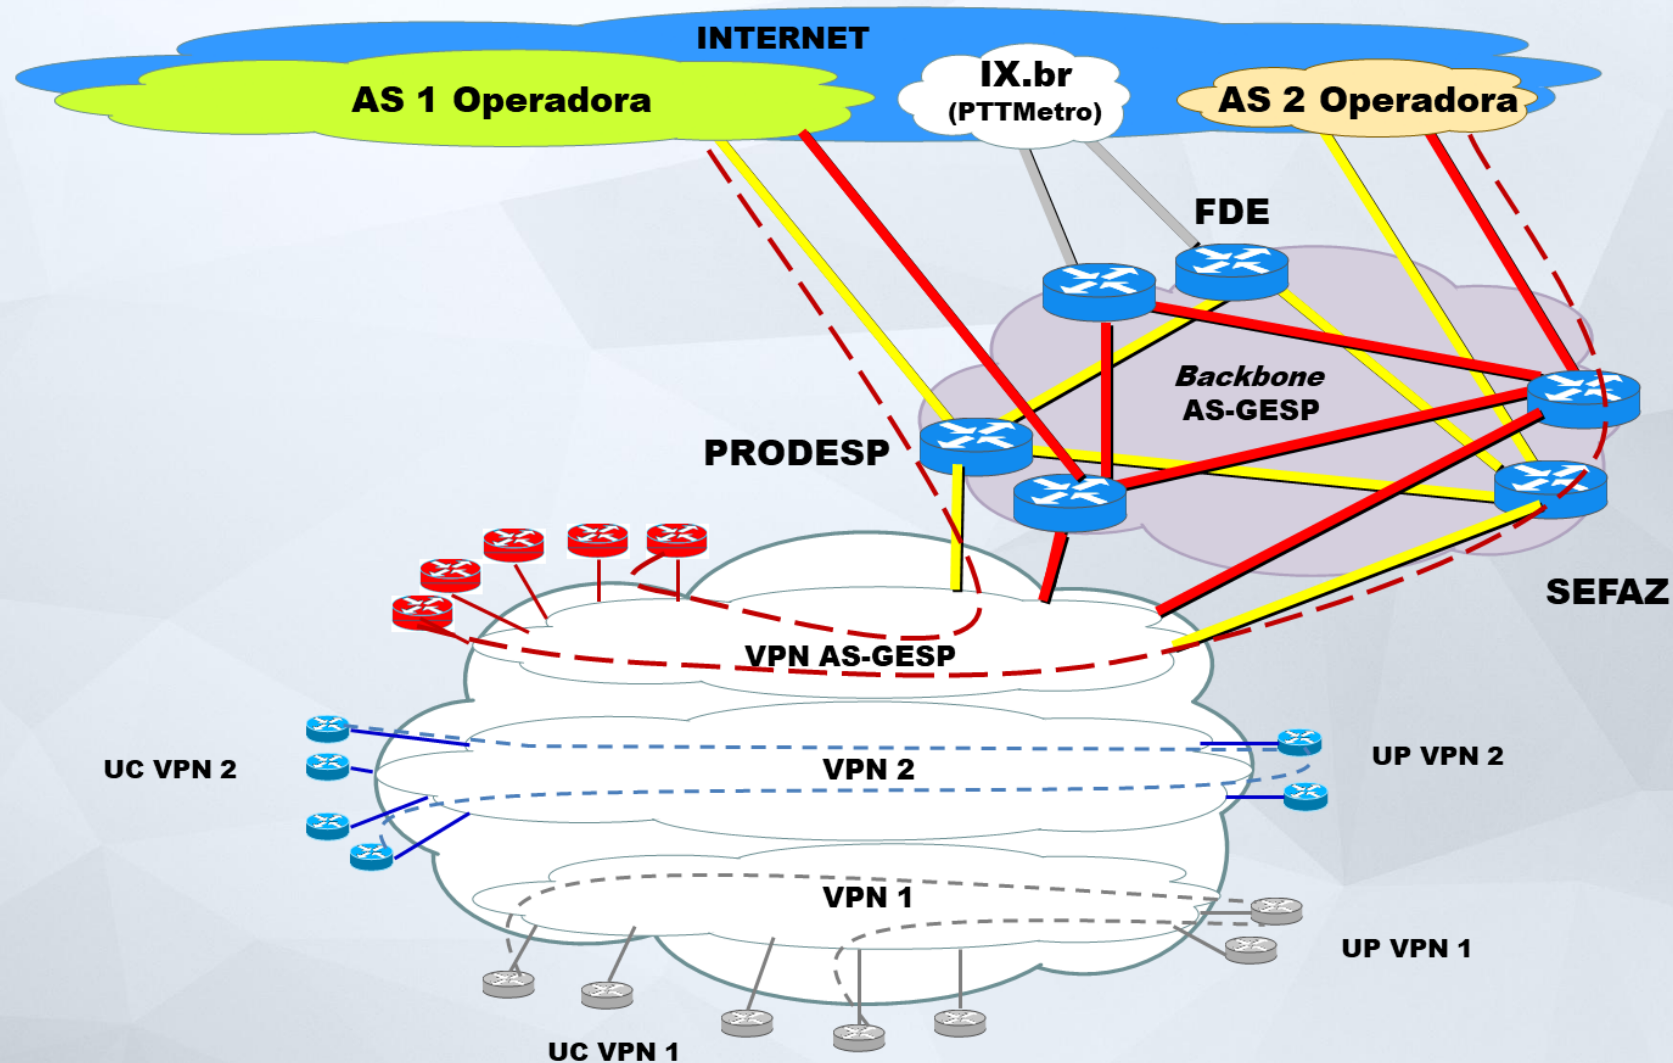 INTERNET
AS 1 Operadora
IX.br
(PTTMetro)
AS 2 Operadora
FDE
Backbone
AS-GESP
PRODESP
SEFAZ
VPN AS-GESP
UC VPN 2
VPN 2
UP VPN 2
VPN 1
UP VPN 1
UC VPN 1